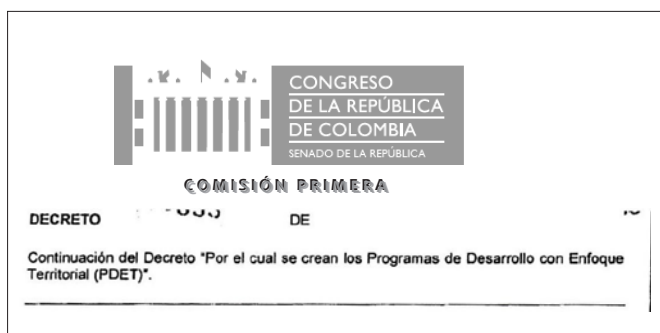 CONGRESO
DE LA REPÚBLICA
DE COLOMBIA
SENADO DE LA REPÚBLICA
COMISIÓN PRIMERA
DECRETO DE
Continuación del Decreto "Por el cual se crean los Programas de Desarrollo con Enfoque
Territorial (PDET)".